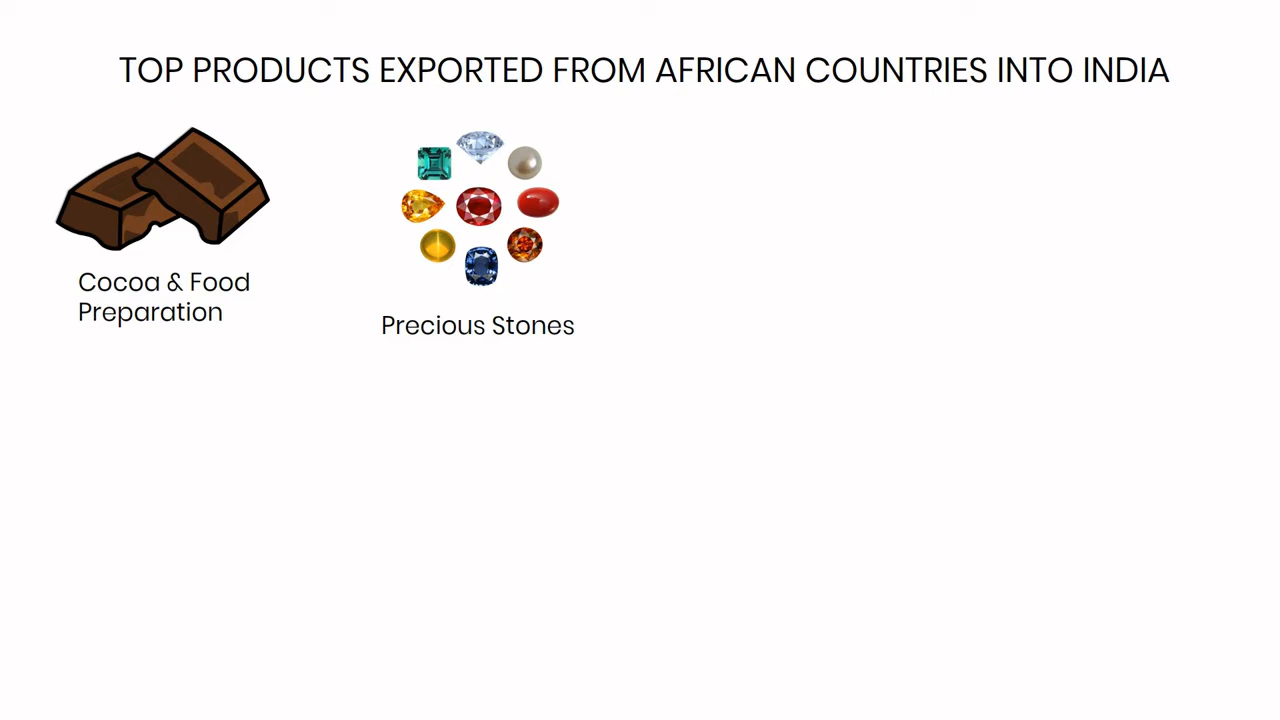 TOP PRODUCTS EXPORTED FROM AFRICAN COUNTRIES INTO INDIA
Cocoa & Food
Preparation
Precious Stones